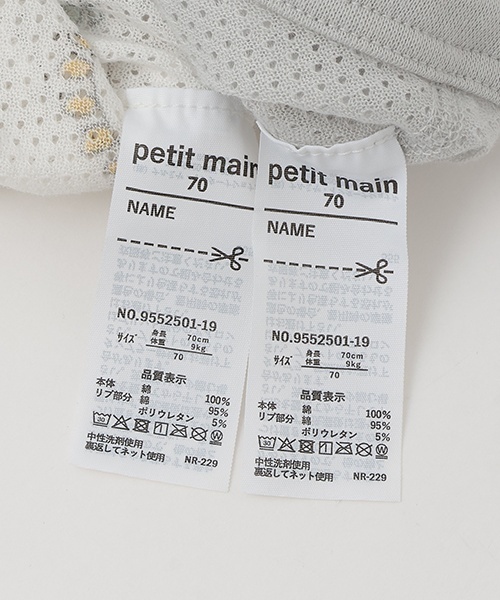 petit main
70
NAME
NO.9552501-19
サイズ 身長 70cm
体重 9kg
70
品質表示
本体 綿 100%
リブ部分 綿 95%
ポリウレタン 5%
30
中性洗剤使用
裏返してネット使用 NR-229
petit main
70
NAME
NO.9552501-19
サイズ 身長 70cm
体重 9kg
70
品質表示
本体 綿 100%
リブ部分 綿 95%
ポリウレタン 5%
30
中性洗剤使用
裏返してネット使用 NR-229